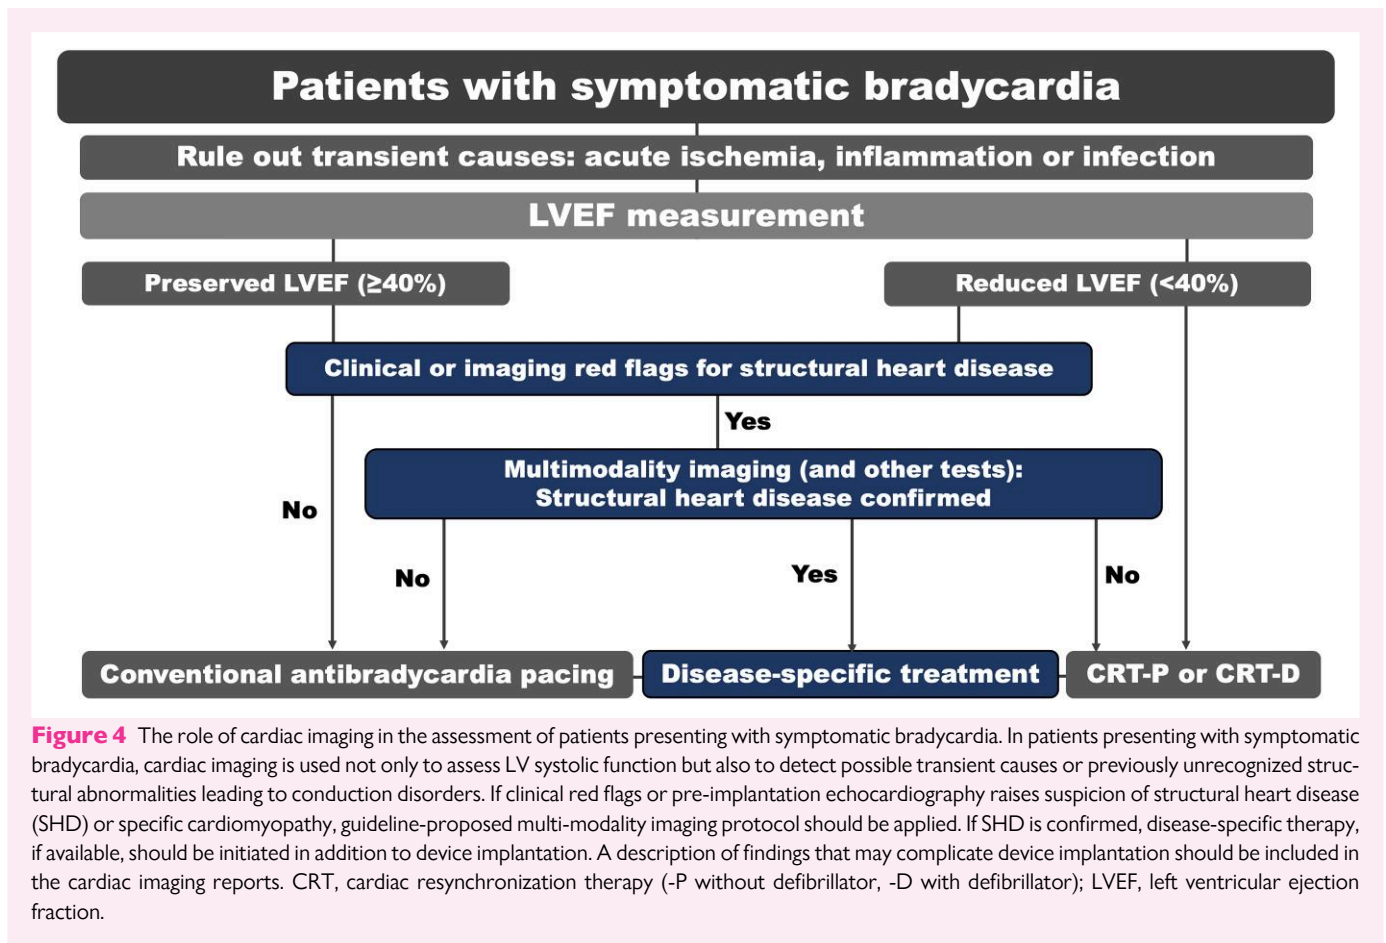 Patients with symptomatic bradycardia
Rule out transient causes: acute ischemia, inflammation or infection
LVEF measurement
Preserved LVEF (≥40%)
Reduced LVEF (<40%)
Clinical or imaging red flags for structural heart disease
Yes
Multimodality imaging (and other tests):
Structural heart disease confirmed
No
No
Yes
No
Conventional antibradycardia pacing
Disease-specific treatment
CRT-P or CRT-D
Figure 4 The role of cardiac imaging in the assessment of patients presenting with symptomatic bradycardia. In patients presenting with symptomatic
bradycardia, cardiac imaging is used not only to assess LV systolic function but also to detect possible transient causes or previously unrecognized struc-
tural abnormalities leading to conduction disorders. If clinical red flags or pre-implantation echocardiography raises suspicion of structural heart disease
(SHD) or specific cardiomyopathy, guideline-proposed multi-modality imaging protocol should be applied. If SHD is confirmed, disease-specific therapy,
if available, should be initiated in addition to device implantation. A description of findings that may complicate device implantation should be included in
the cardiac imaging reports. CRT, cardiac resynchronization therapy (-P without defibrillator, -D with defibrillator); LVEF, left ventricular ejection
fraction.